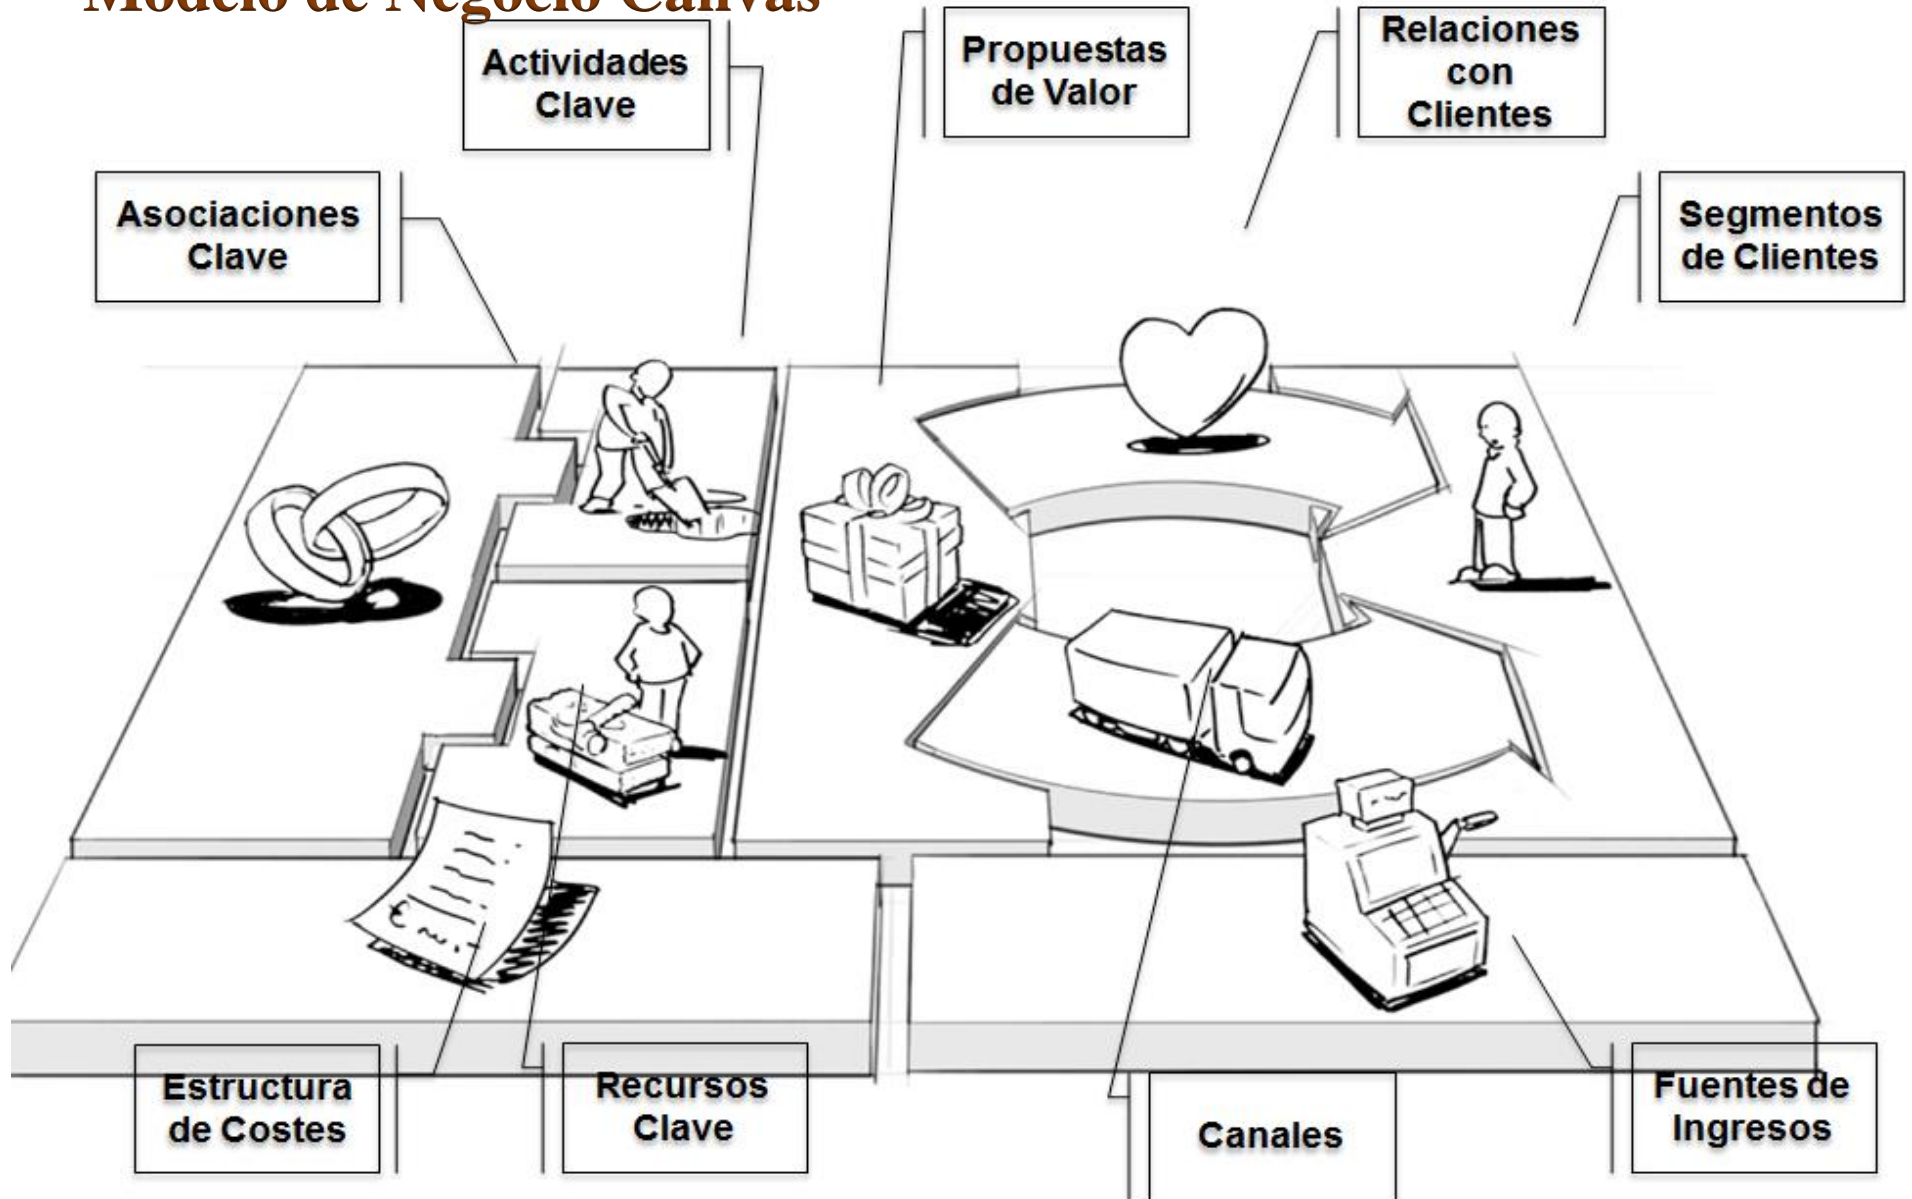 Modelo de Negocio Canvas
Actividades
Clave
Propuestas
de Valor
Relaciones
con
Clientes
Asociaciones
Clave
Segmentos
de Clientes
€
Estructura
de Costes
Recursos
Clave
Canales
Fuentes de
Ingresos